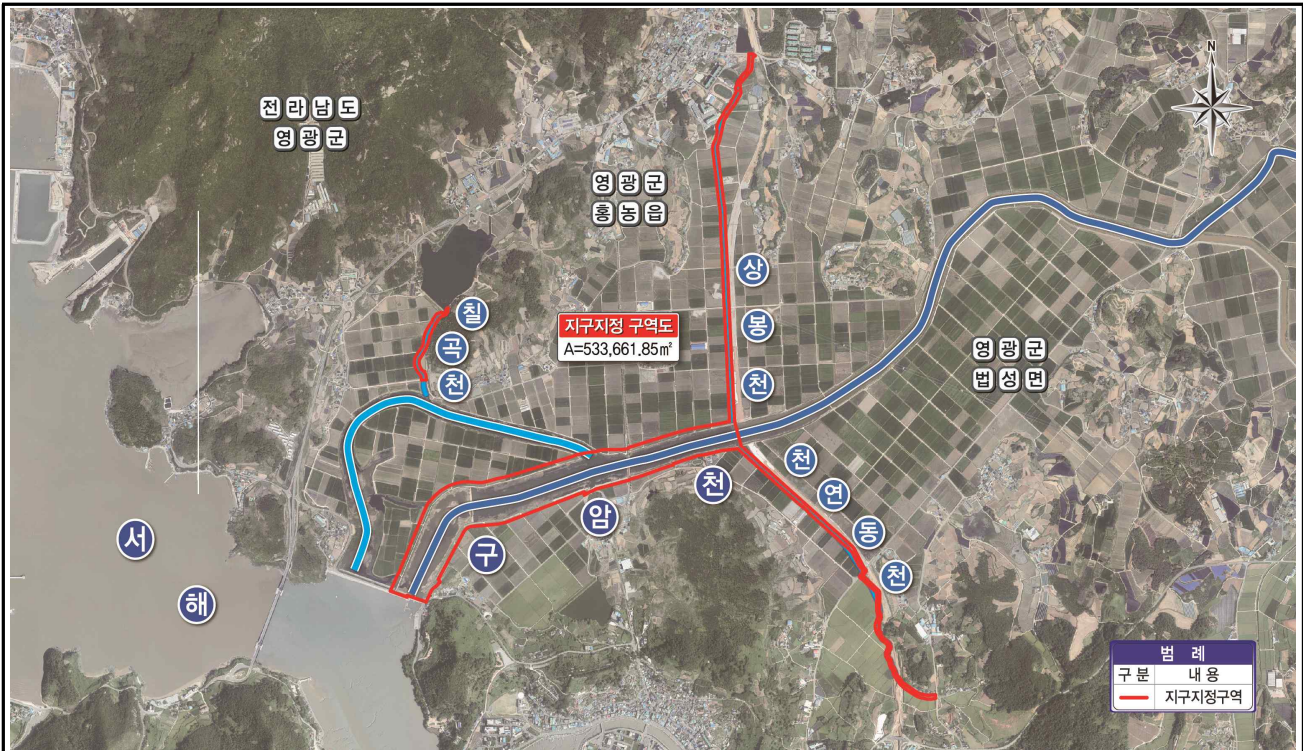 N
전라남도
영광군
영광군
홍농읍
상봉천
칠곡천
지구지정 구역도
A=533,661.85㎡
영광군
법성면
구암천
천연동천
서해
범 례
구 분 내 용
지구지정구역